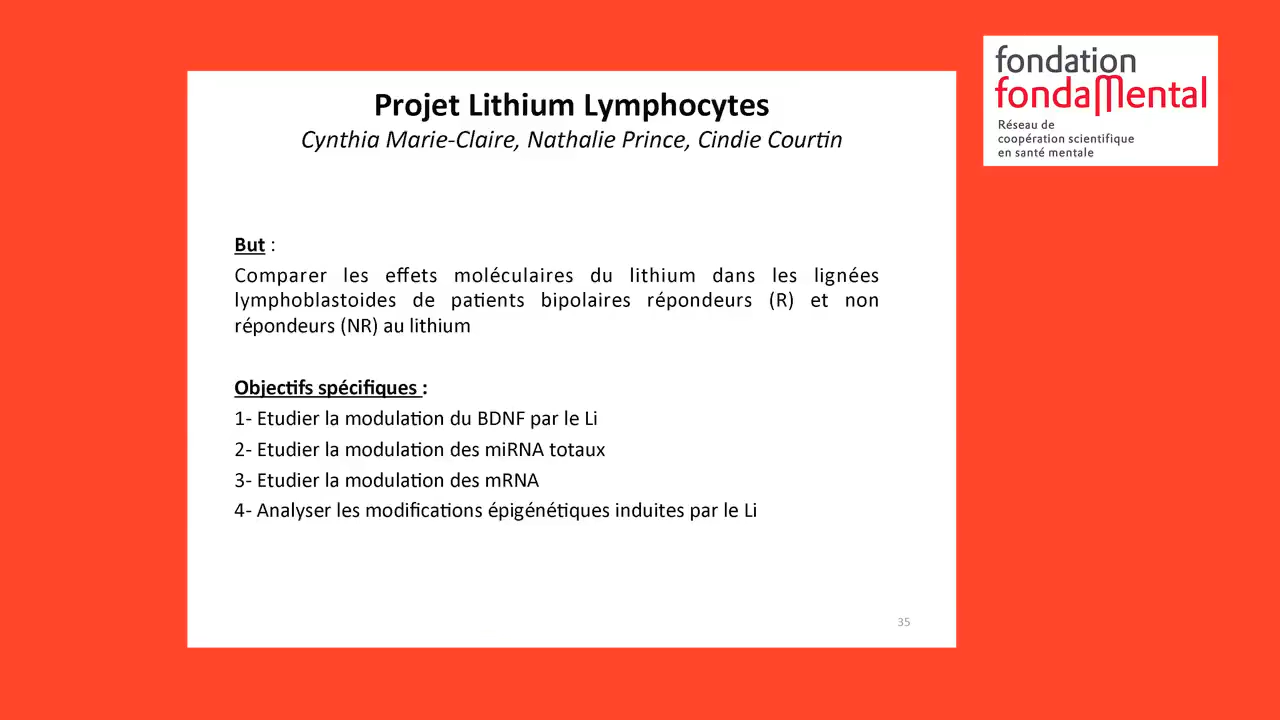 Projet Lithium Lymphocytes
Cynthia Marie-Claire, Nathalie Prince, Cindie Courtin
But :
Comparer les effets moléculaires du lithium dans les lignées
lymphoblastoides de patients bipolaires répondeurs (R) et non
répondeurs (NR) au lithium
Objectifs spécifiques :
1- Etudier la modulation du BDNF par le Li
2- Etudier la modulation des miRNA totaux
3- Etudier la modulation des mRNA
4- Analyser les modifications épigénétiques induites par le Li
35
fondation
fondaMental
Réseau de
coopération scientifique
en santé mentale